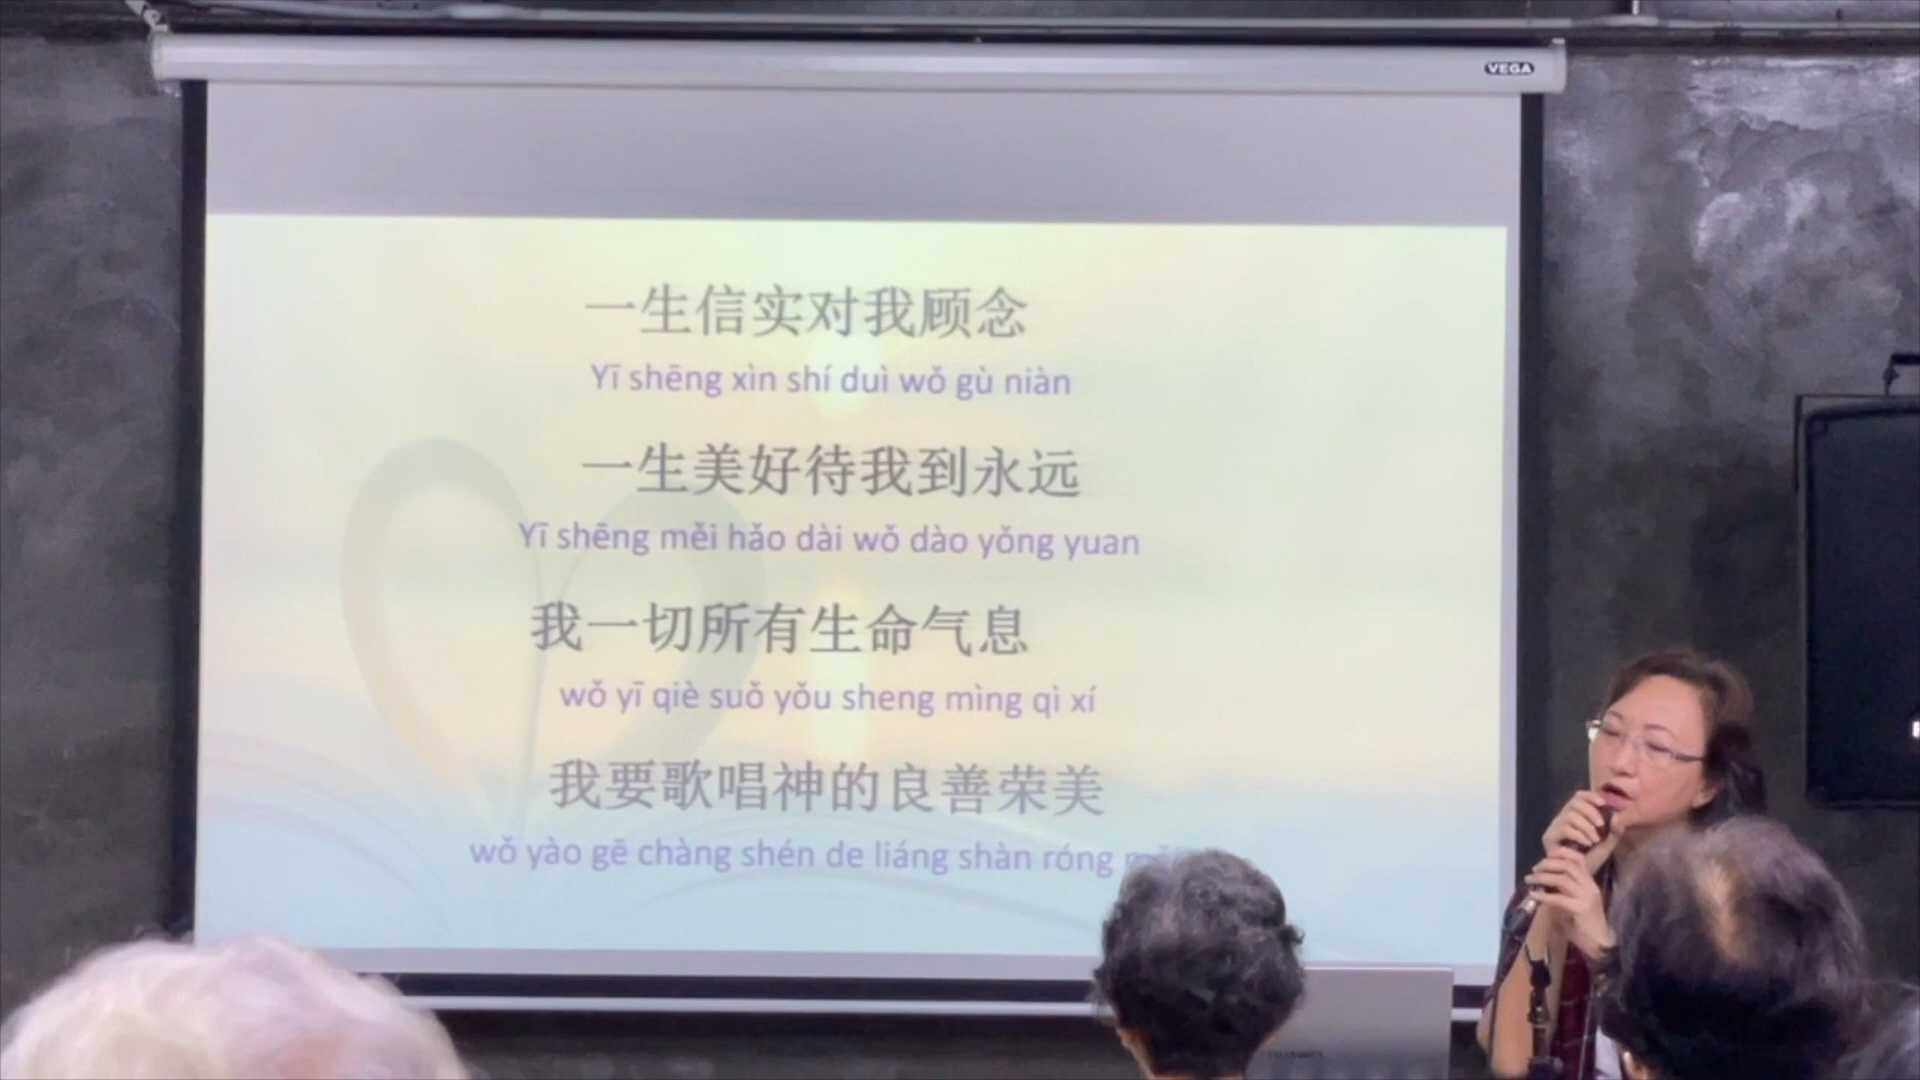 VEGA
一生信实对我顾念
Yī shēng xìn shí duì wǒ gù niàn
一生美好待我到永远
Yī shēng měi hǎo dài wǒ dào yǒng yuan
我一切所有生命气息
wǒ yī qiè suǒ yǒu sheng mìng qì xí
我要歌唱神的良善荣美
wǒ yào gē chàng shén de liáng shàn róng